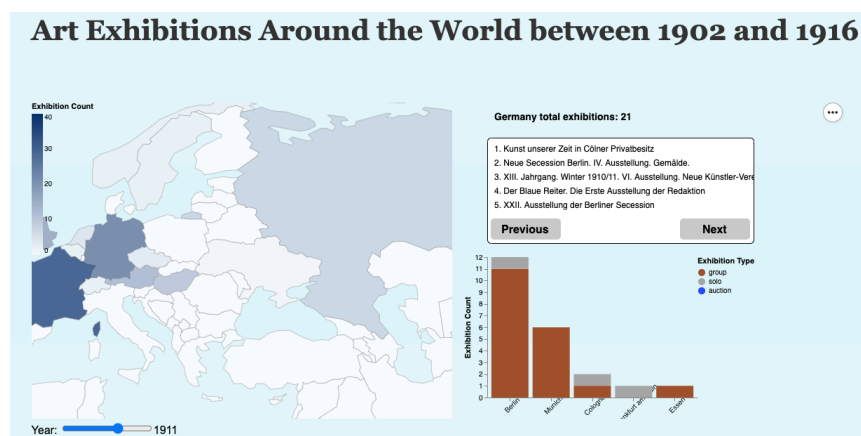 Art Exhibitions Around the World between 1902 and 1916
Exhibition Count
40
30
20
10
0
Year:
1911
Germany total exhibitions: 21
1. Kunst unserer Zeit in Cölner Privatbesitz
2. Neue Secession Berlin. IV. Ausstellung. Gemälde.
3. XIII. Jahrgang. Winter 1910/11. VI. Ausstellung. Neue Künstler-Vere
4. Der Blaue Reiter. Die Erste Ausstellung der Redaktion
5. XXII. Ausstellung der Berliner Secession
Previous
Next
Exhibition Count
12
11
10
9
8
7
6
5
4
3
2
1
0
Berlin
Munich
Cologne
Essen
Exhibition Type
group
solo
auction